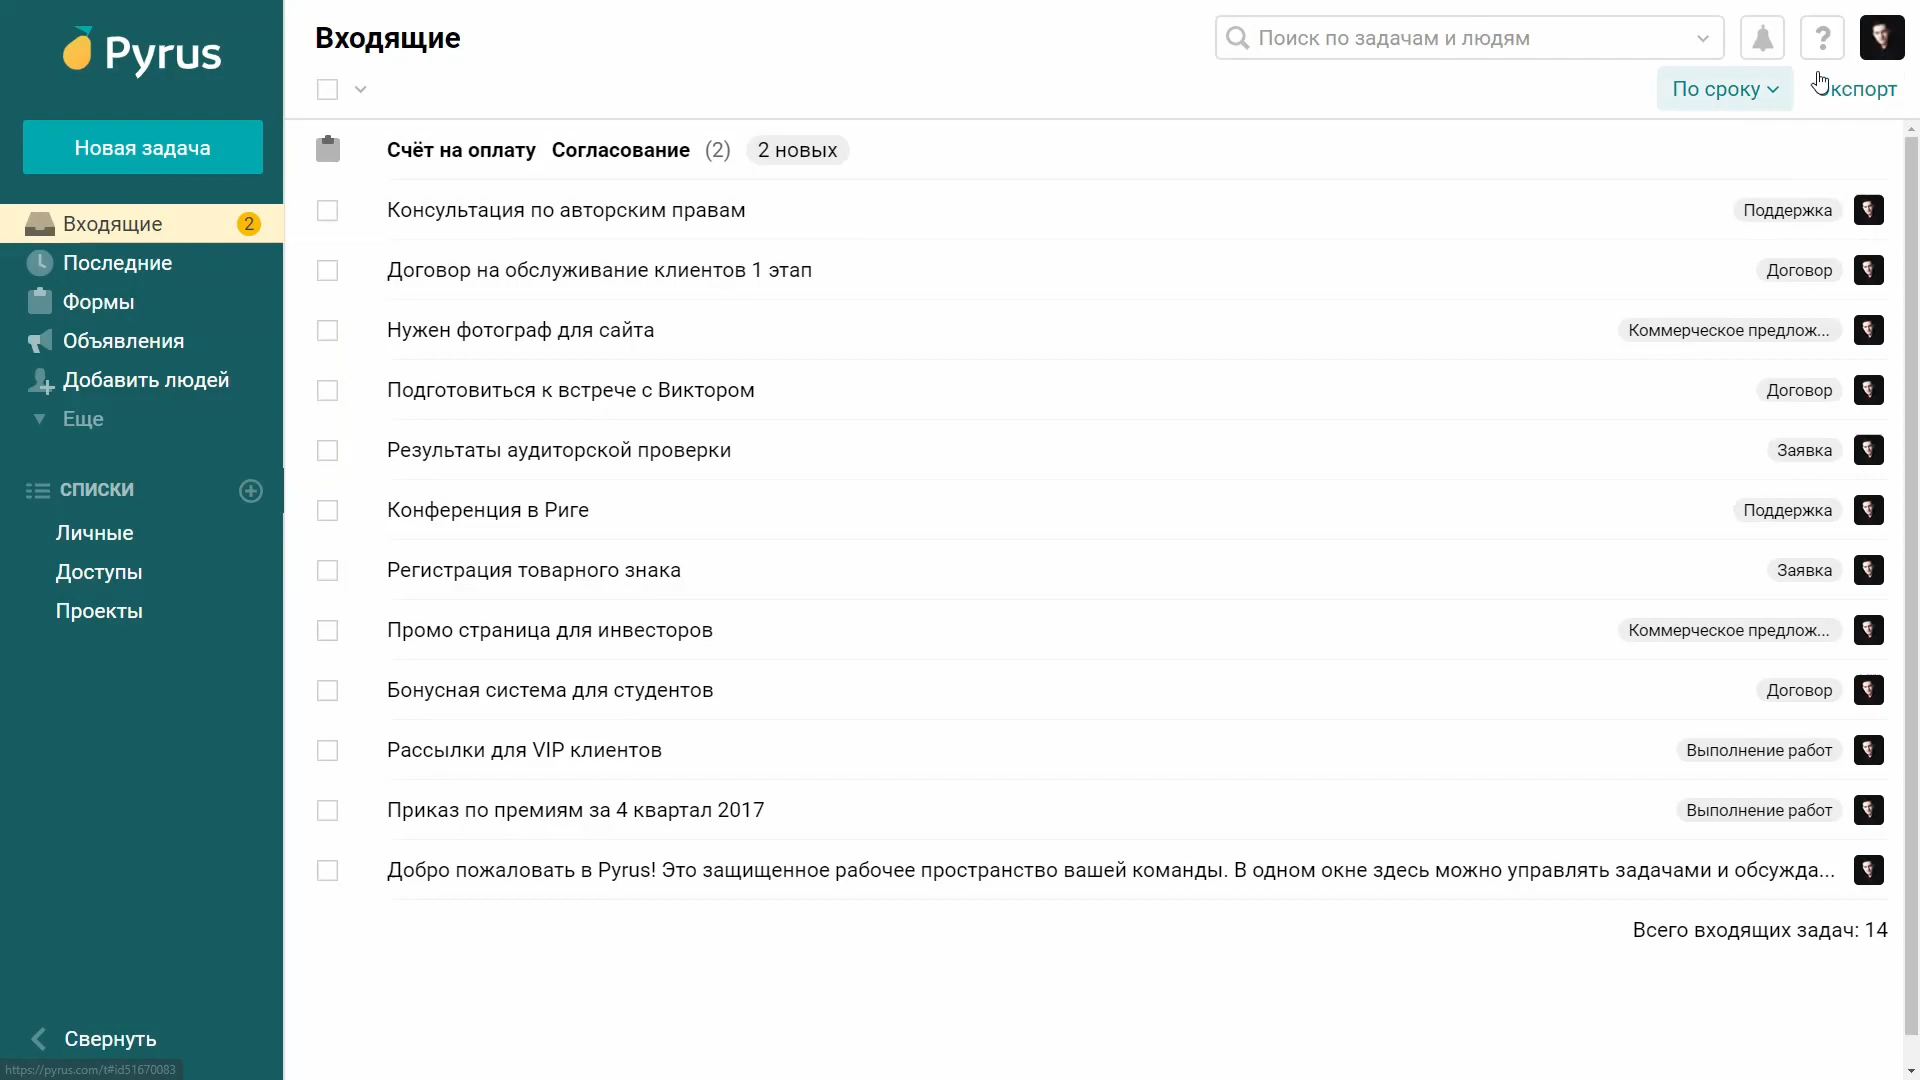 Pyrus
Новая задача
Входящие 2
Последние
Формы
Объявления
Добавить людей
Еще
СПИСКИ
Личные
Доступы
Проекты
Свернуть
https://pyrus.com/t#id51670083
Входящие
Поиск по задачам и людям
?
По сроку
кспорт
Счёт на оплату Согласование (2) 2 новых
Консультация по авторским правам Поддержка
Договор на обслуживание клиентов 1 этап Договор
Нужен фотограф для сайта Коммерческое предлож...
Подготовиться к встрече с Виктором Договор
Результаты аудиторской проверки Заявка
Конференция в Риге Поддержка
Регистрация товарного знака Заявка
Промо страница для инвесторов Коммерческое предлож...
Бонусная система для студентов Договор
Рассылки для VIP клиентов Выполнение работ
Приказ по премиям за 4 квартал 2017 Выполнение работ
Добро пожаловать в Pyrus! Это защищенное рабочее пространство вашей команды. В одном окне здесь можно управлять задачами и обсужда...
Всего входящих задач: 14